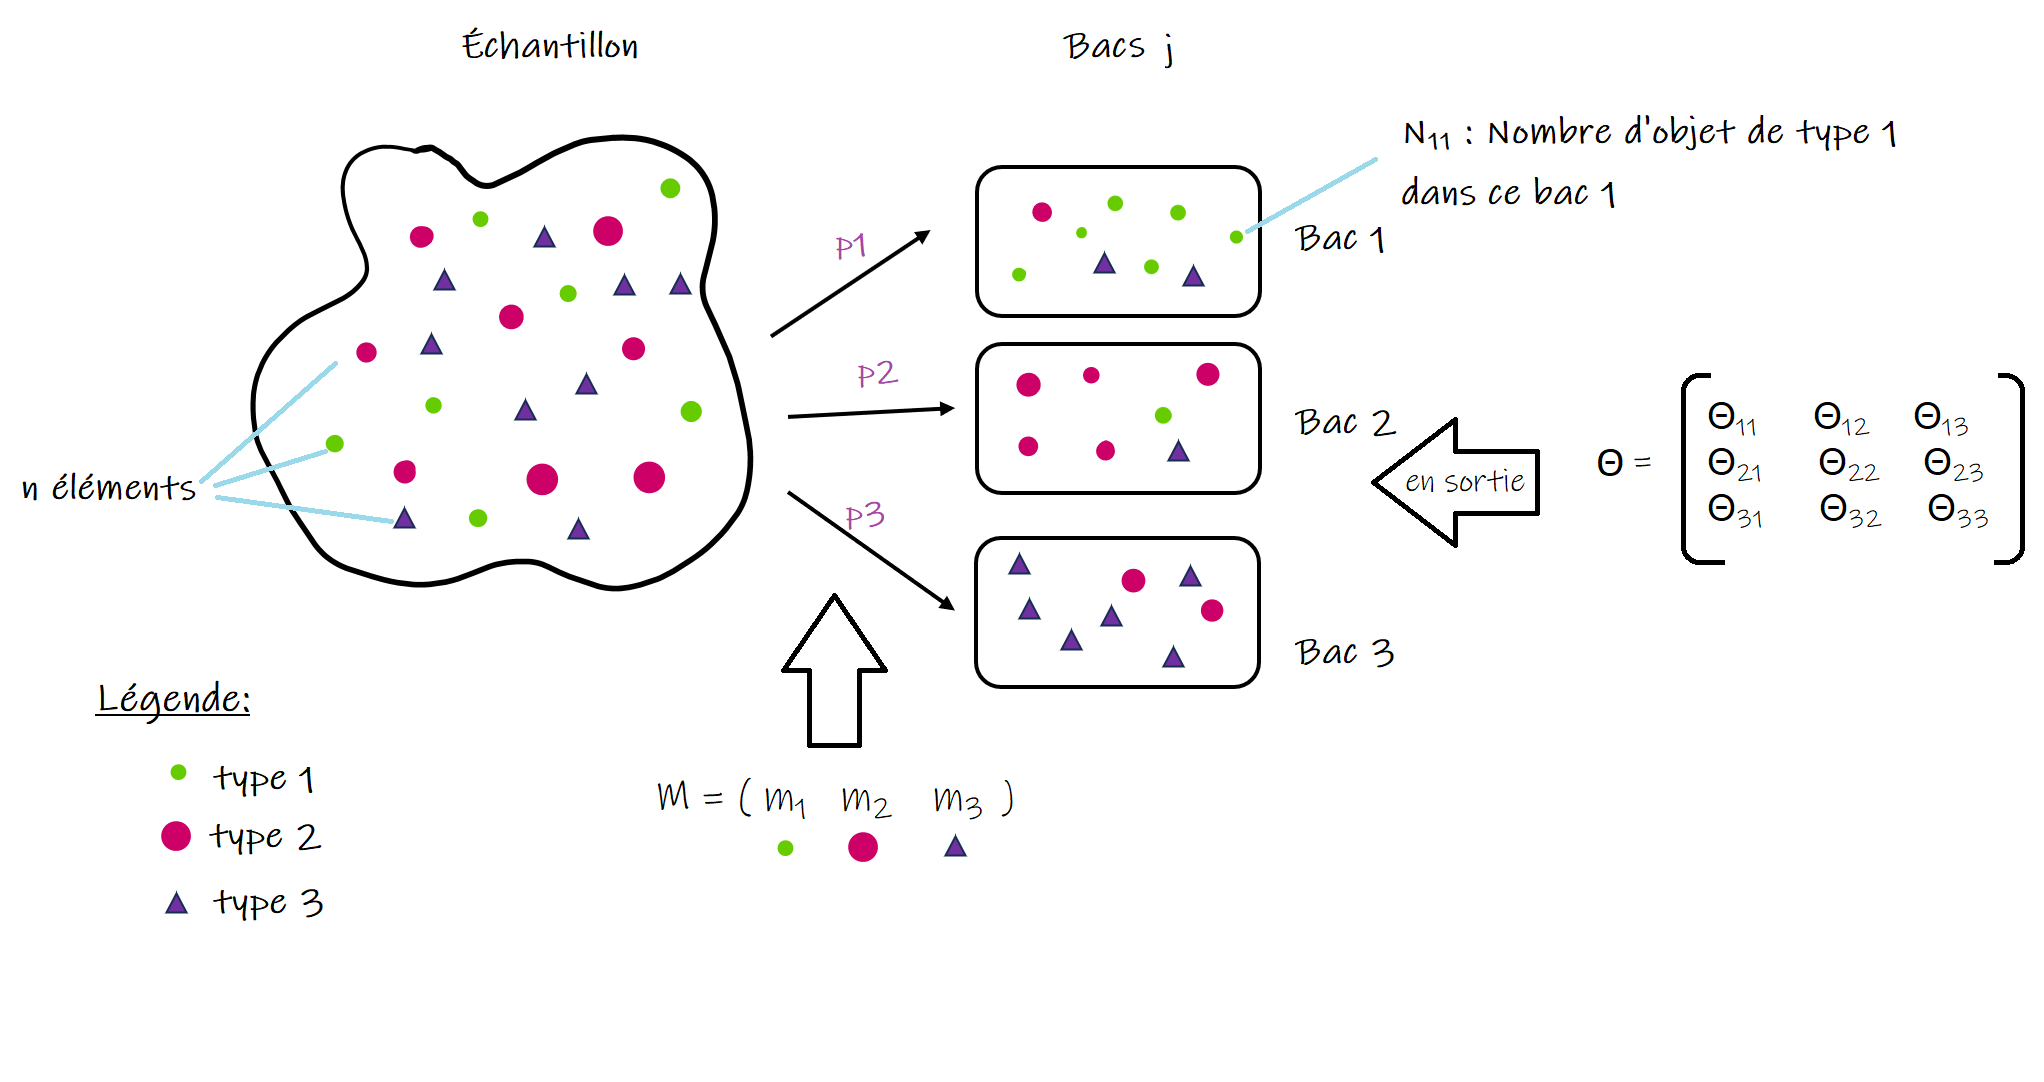 Échantillon
Bacs j
N11 : Nombre d'objet de type 1
dans ce bac 1
p1
Bac 1
p2
Bac 2
en sortie
Θ =
Θ11 Θ12 Θ13
Θ21 Θ22 Θ23
Θ31 Θ32 Θ33
n éléments
p3
Bac 3
Légende:
type 1
type 2
type 3
M = ( m1 m2 m3 )